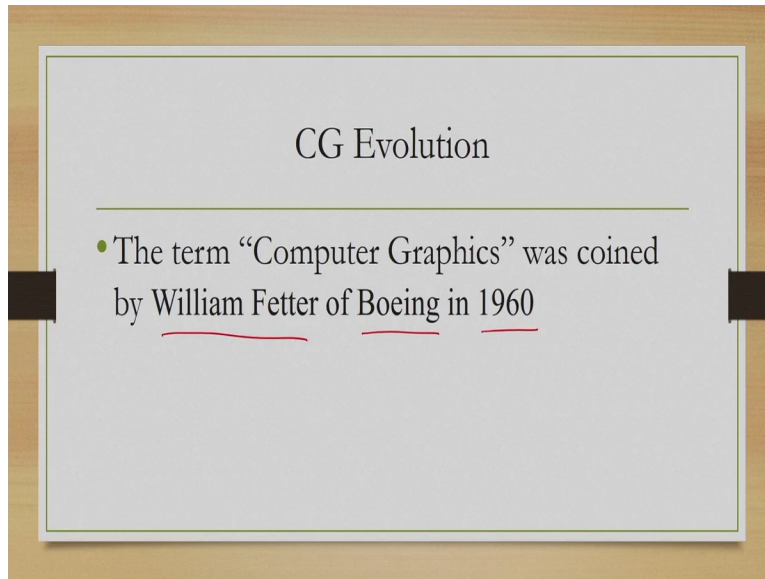 CG Evolution
• The term “Computer Graphics” was coined
by William Fetter of Boeing in 1960